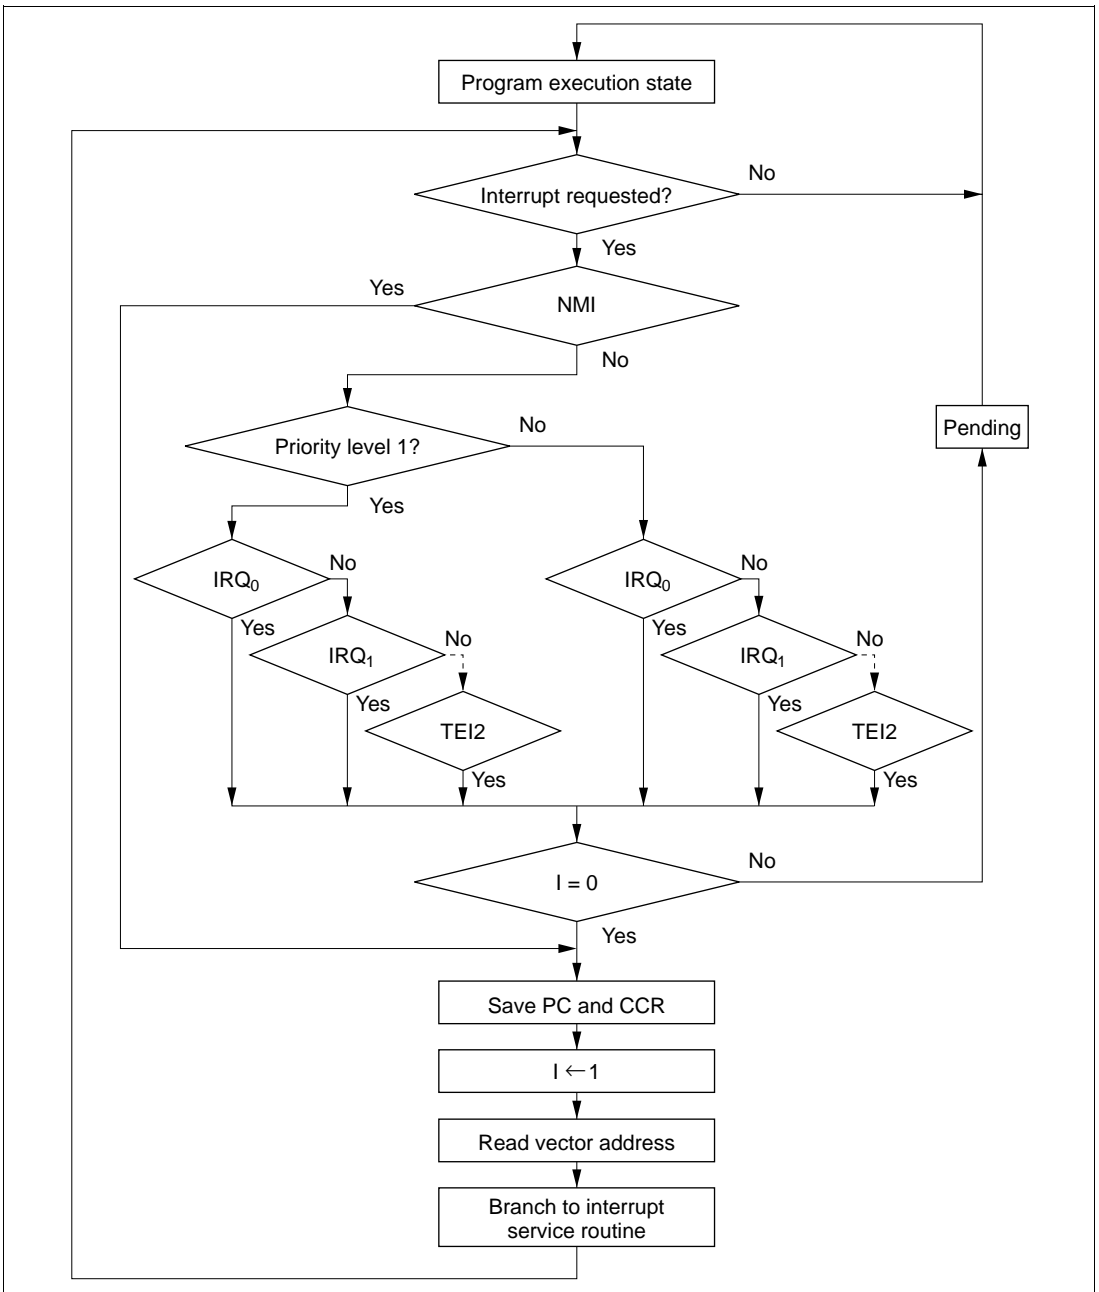 Program execution state
Interrupt requested?
No
Yes
Yes
NMI
No
Pending
Priority level 1?
No
Yes
IRQ0
No
IRQ0
No
Yes
IRQ1
No
Yes
IRQ1
No
Yes
TEI2
Yes
TEI2
Yes
Yes
I = 0
No
Yes
Save PC and CCR
I ← 1
Read vector address
Branch to interrupt
service routine